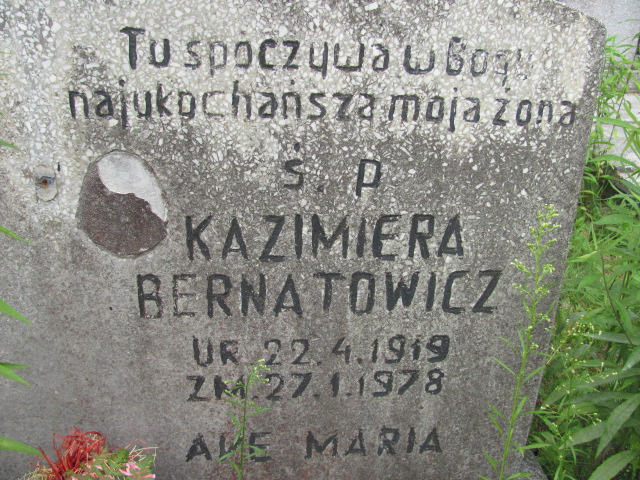 Tu spoczywa w Bogu
najukochańsza moja żona
ś. p
KAZIMIERA
BERNATOWICZ
UR. 22.4.1919
ZM. 27.1.1978
AVE MARIA